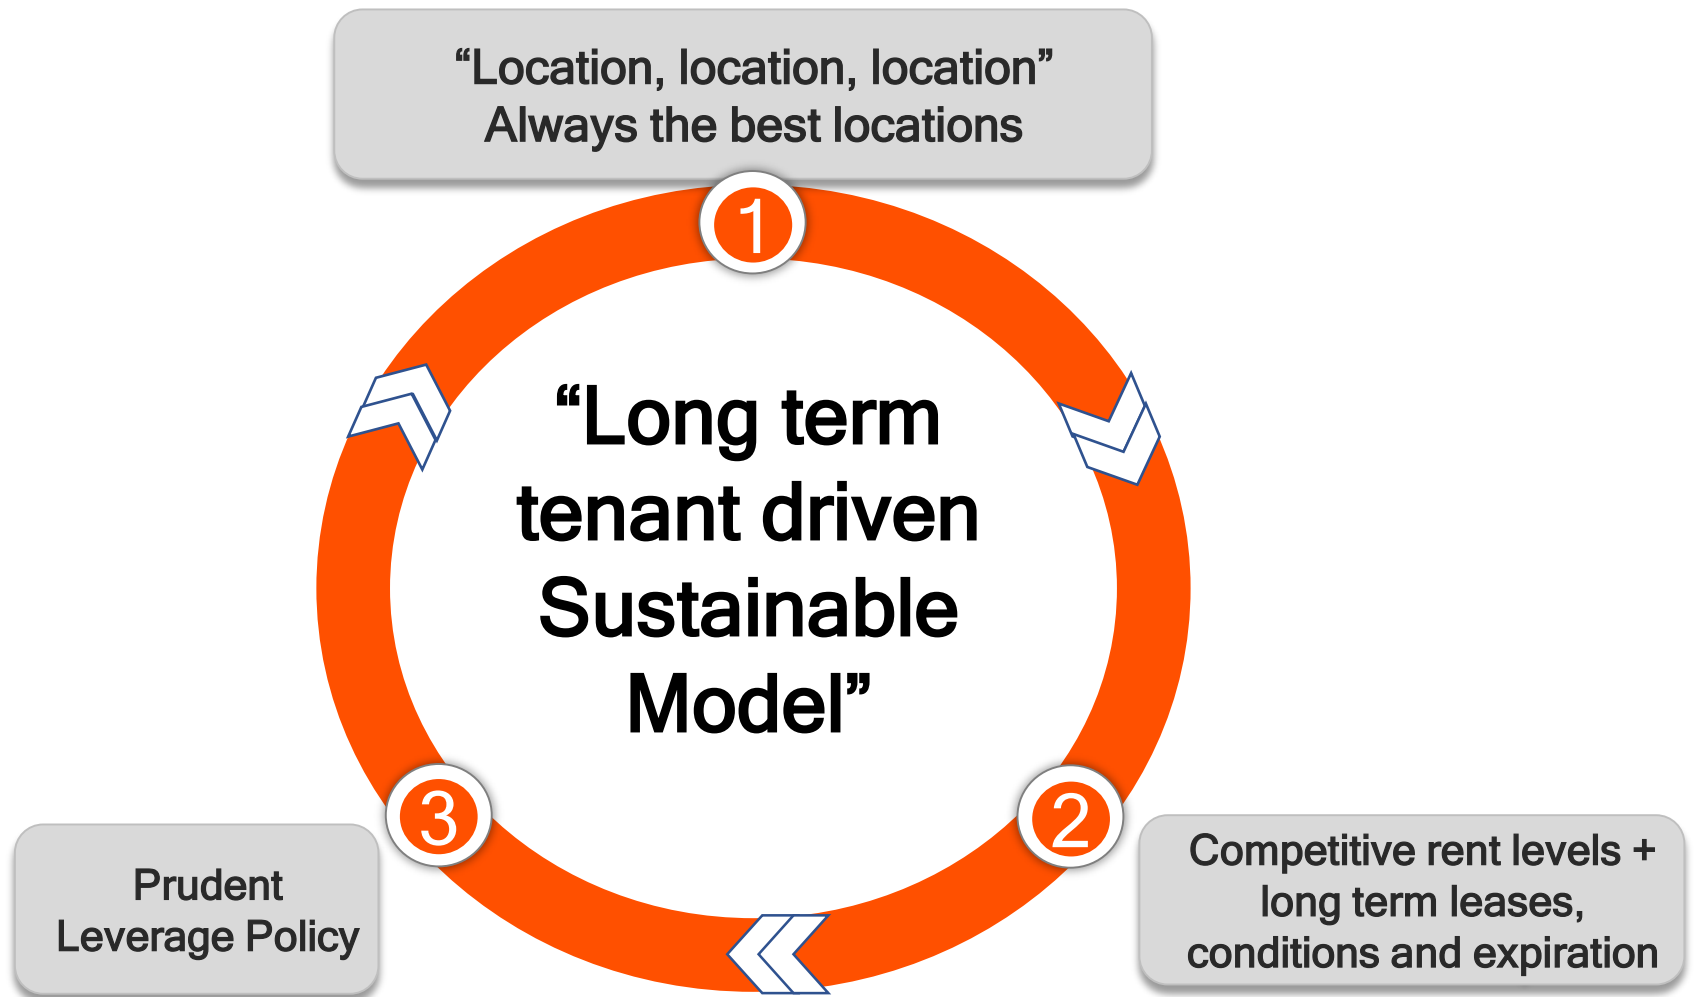 “Location, location, location”
Always the best locations
1
“Long term
tenant driven
Sustainable
Model”
3
2
Prudent
Leverage Policy
Competitive rent levels +
long term leases,
conditions and expiration